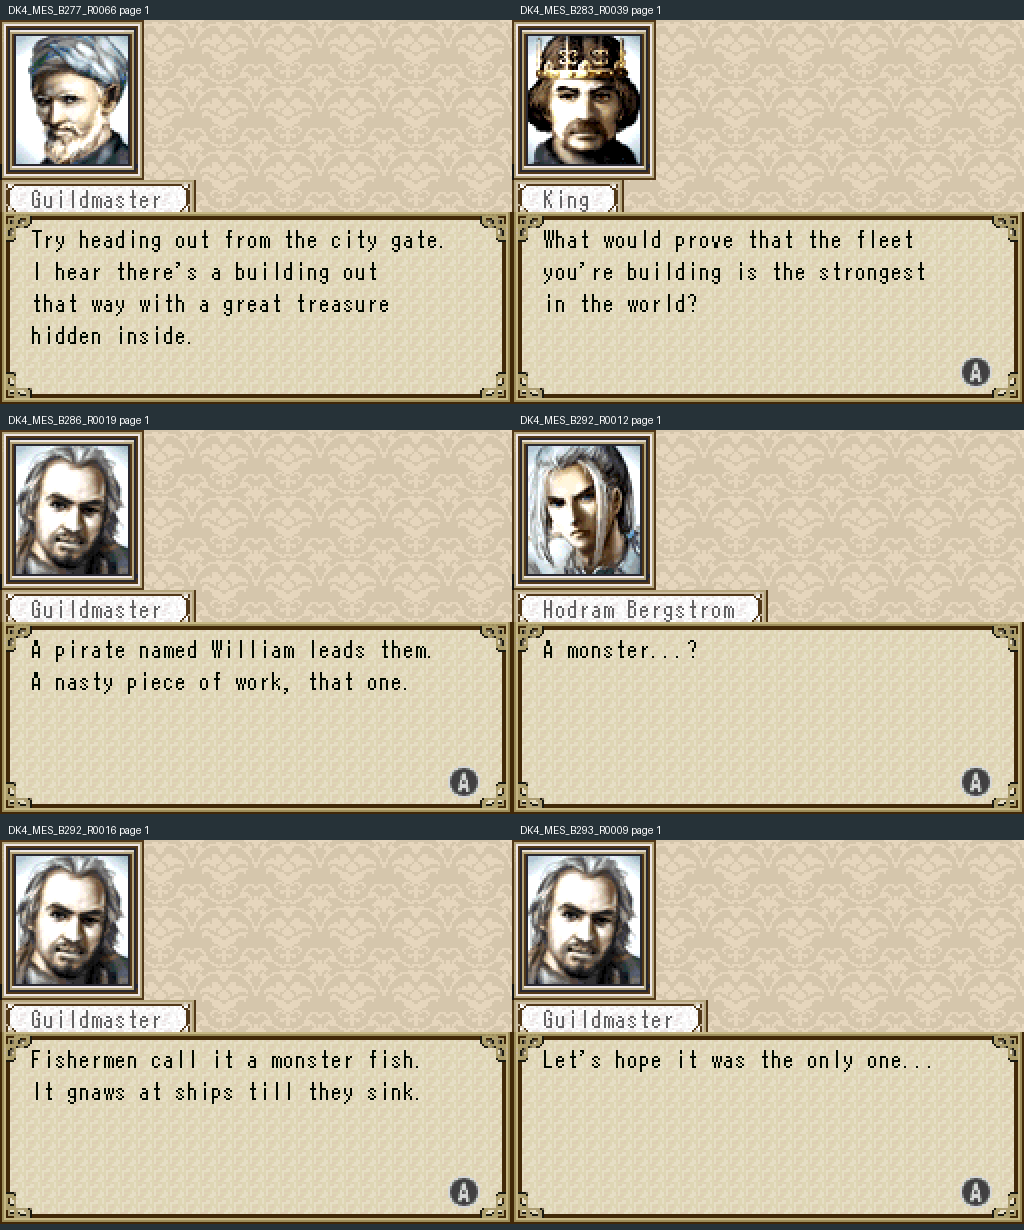 DK4_MES_B277_R0066 page 1
Guildmaster
Try heading out from the city gate.
I hear there's a building out
that way with a great treasure
hidden inside.
DK4_MES_B283_R0039 page 1
King
What would prove that the fleet
you're building is the strongest
in the world?
A
DK4_MES_B286_R0019 page 1
Guildmaster
A pirate named William leads them.
A nasty piece of work, that one.
A
DK4_MES_B292_R0012 page 1
Hodram Bergstrom
A monster...?
A
DK4_MES_B292_R0016 page 1
Guildmaster
Fishermen call it a monster fish.
It gnaws at ships till they sink.
A
DK4_MES_B293_R0009 page 1
Guildmaster
Let's hope it was the only one...
A